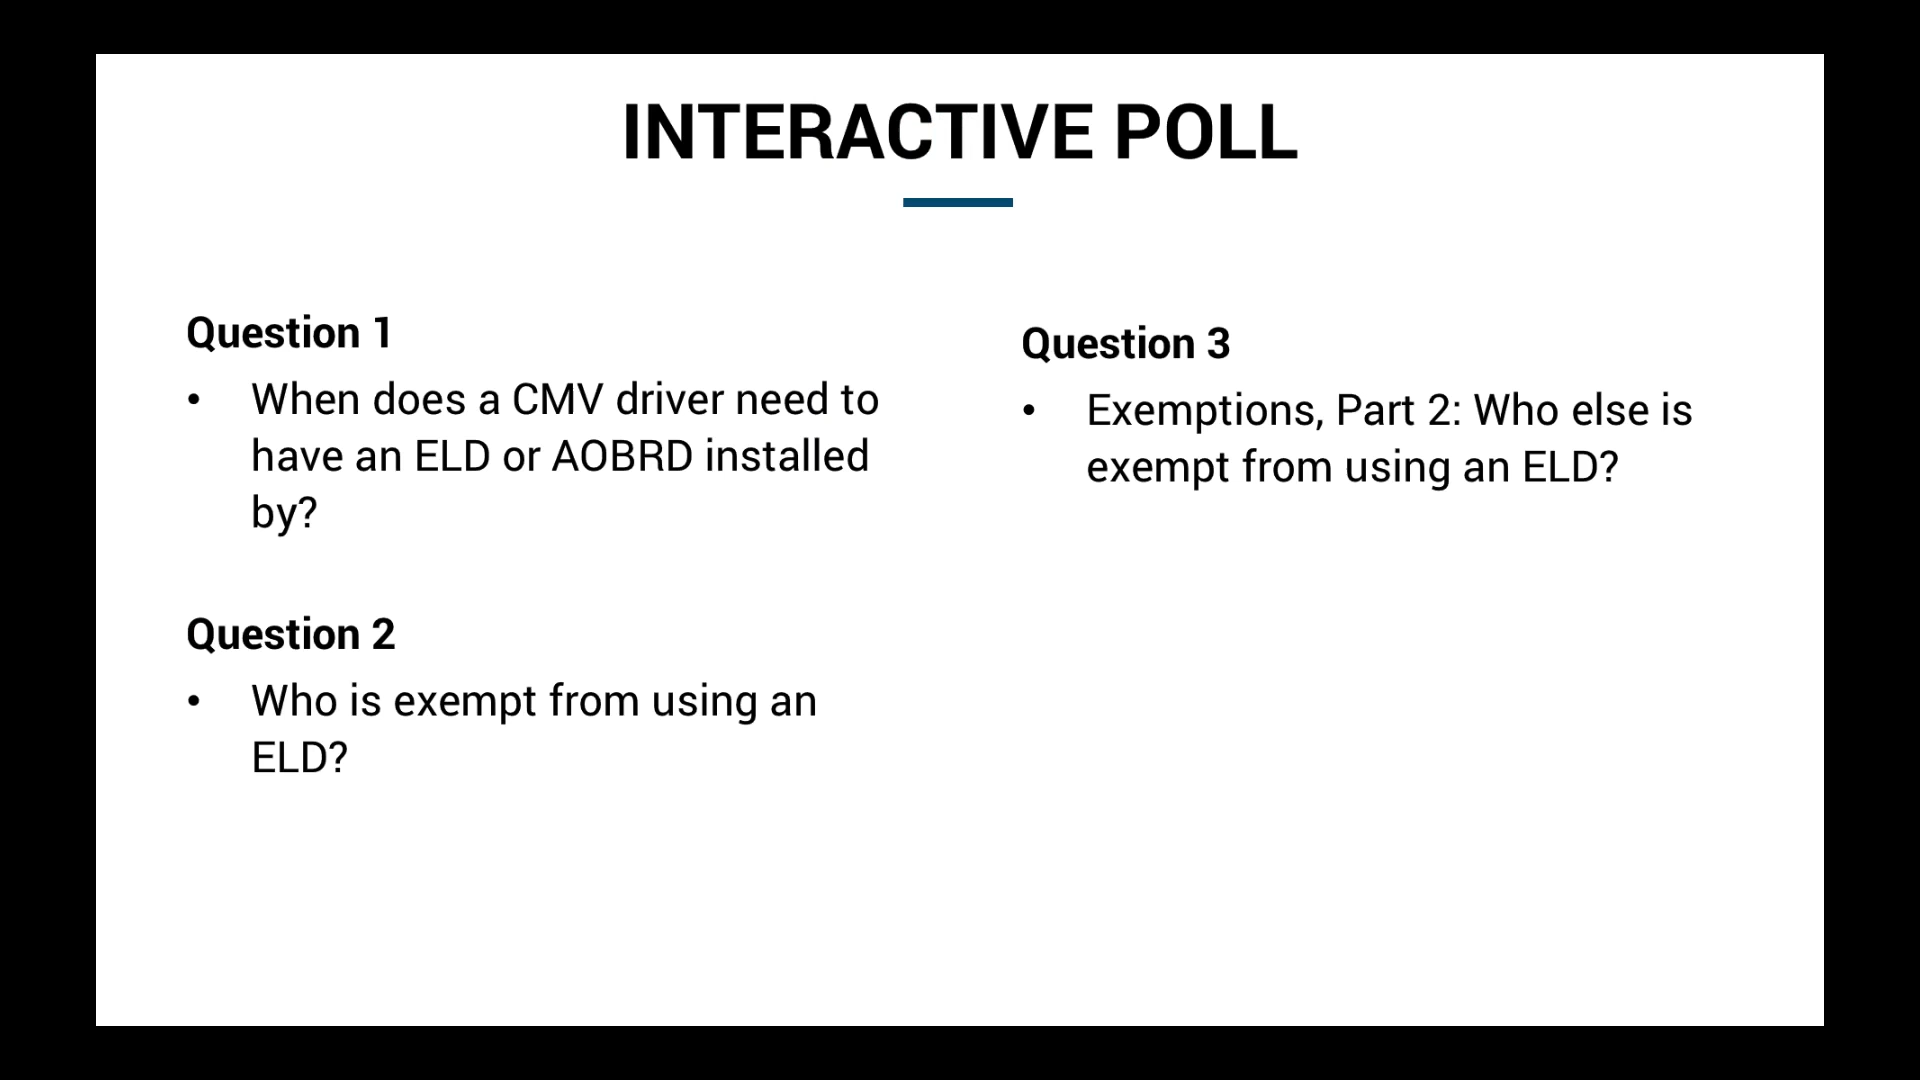 INTERACTIVE POLL
Question 1
• When does a CMV driver need to
have an ELD or AOBRD installed
by?
Question 2
• Who is exempt from using an
ELD?
Question 3
• Exemptions, Part 2: Who else is
exempt from using an ELD?